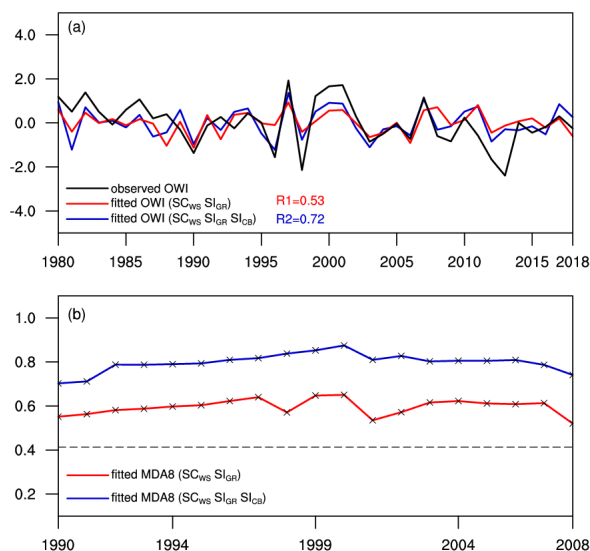 (a)
4.0
2.0
0.0
-2.0
-4.0
observed OWI
fitted OWI (SCWS SIGR) R1=0.53
fitted OWI (SCWS SIGR SICB) R2=0.72
1980 1985 1990 1995 2000 2005 2010 2015 2018
(b)
1.0
0.8
0.6
0.4
0.2
fitted MDA8 (SCWS SIGR)
fitted MDA8 (SCWS SIGR SICB)
1990 1994 1999 2004 2008